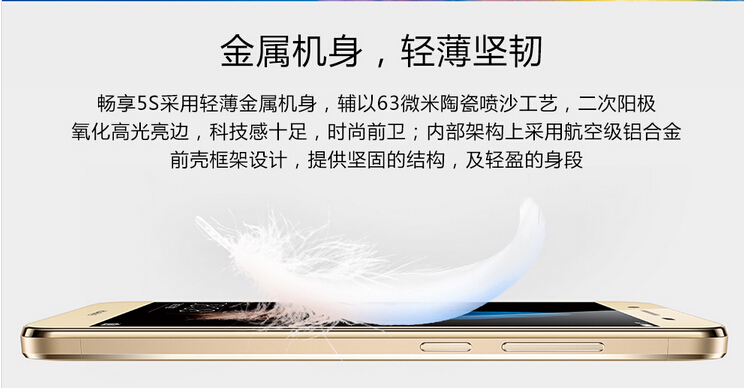 金属机身，轻薄坚韧
畅享5S采用轻薄金属机身，辅以63微米陶瓷喷沙工艺，二次阳极
氧化高光亮边，科技感十足，时尚前卫；内部架构上采用航空级铝合金
前壳框架设计，提供坚固的结构，及轻盈的身段